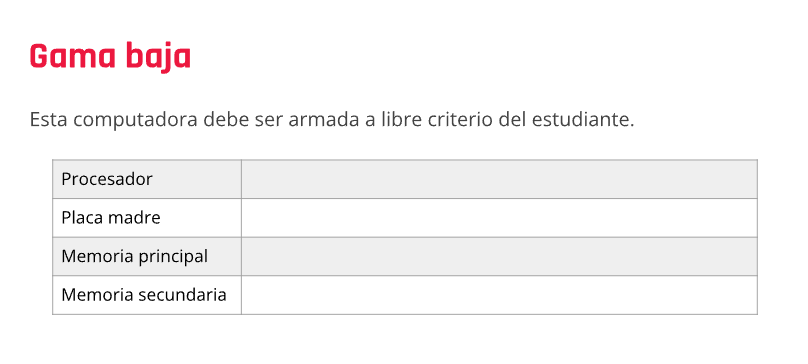 Gama baja
Esta computadora debe ser armada a libre criterio del estudiante.
Procesador
Placa madre
Memoria principal
Memoria secundaria